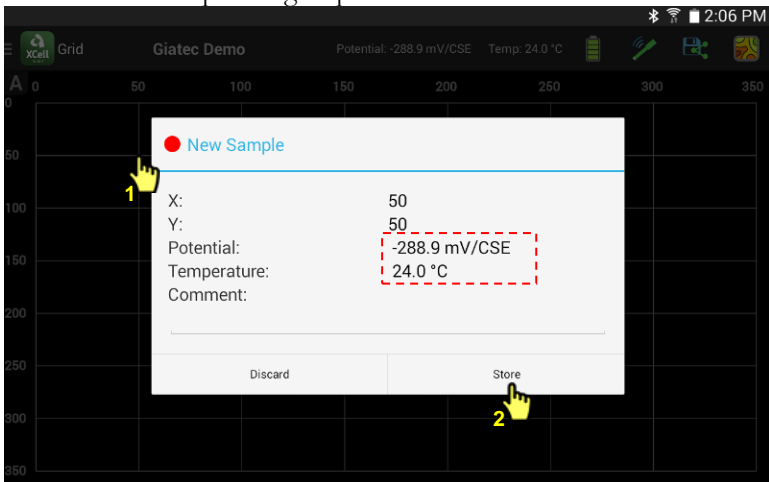 2:06 PM
XCell Grid Giatec Demo Potential: -288.9 mV/CSE Temp: 24.0 °C
A 0 50 100 150 200 250 300 350
0
50
100
150
200
250
300
350
New Sample
1
X: 50
Y: 50
Potential: -288.9 mV/CSE
Temperature: 24.0 °C
Comment:
Discard Store
2